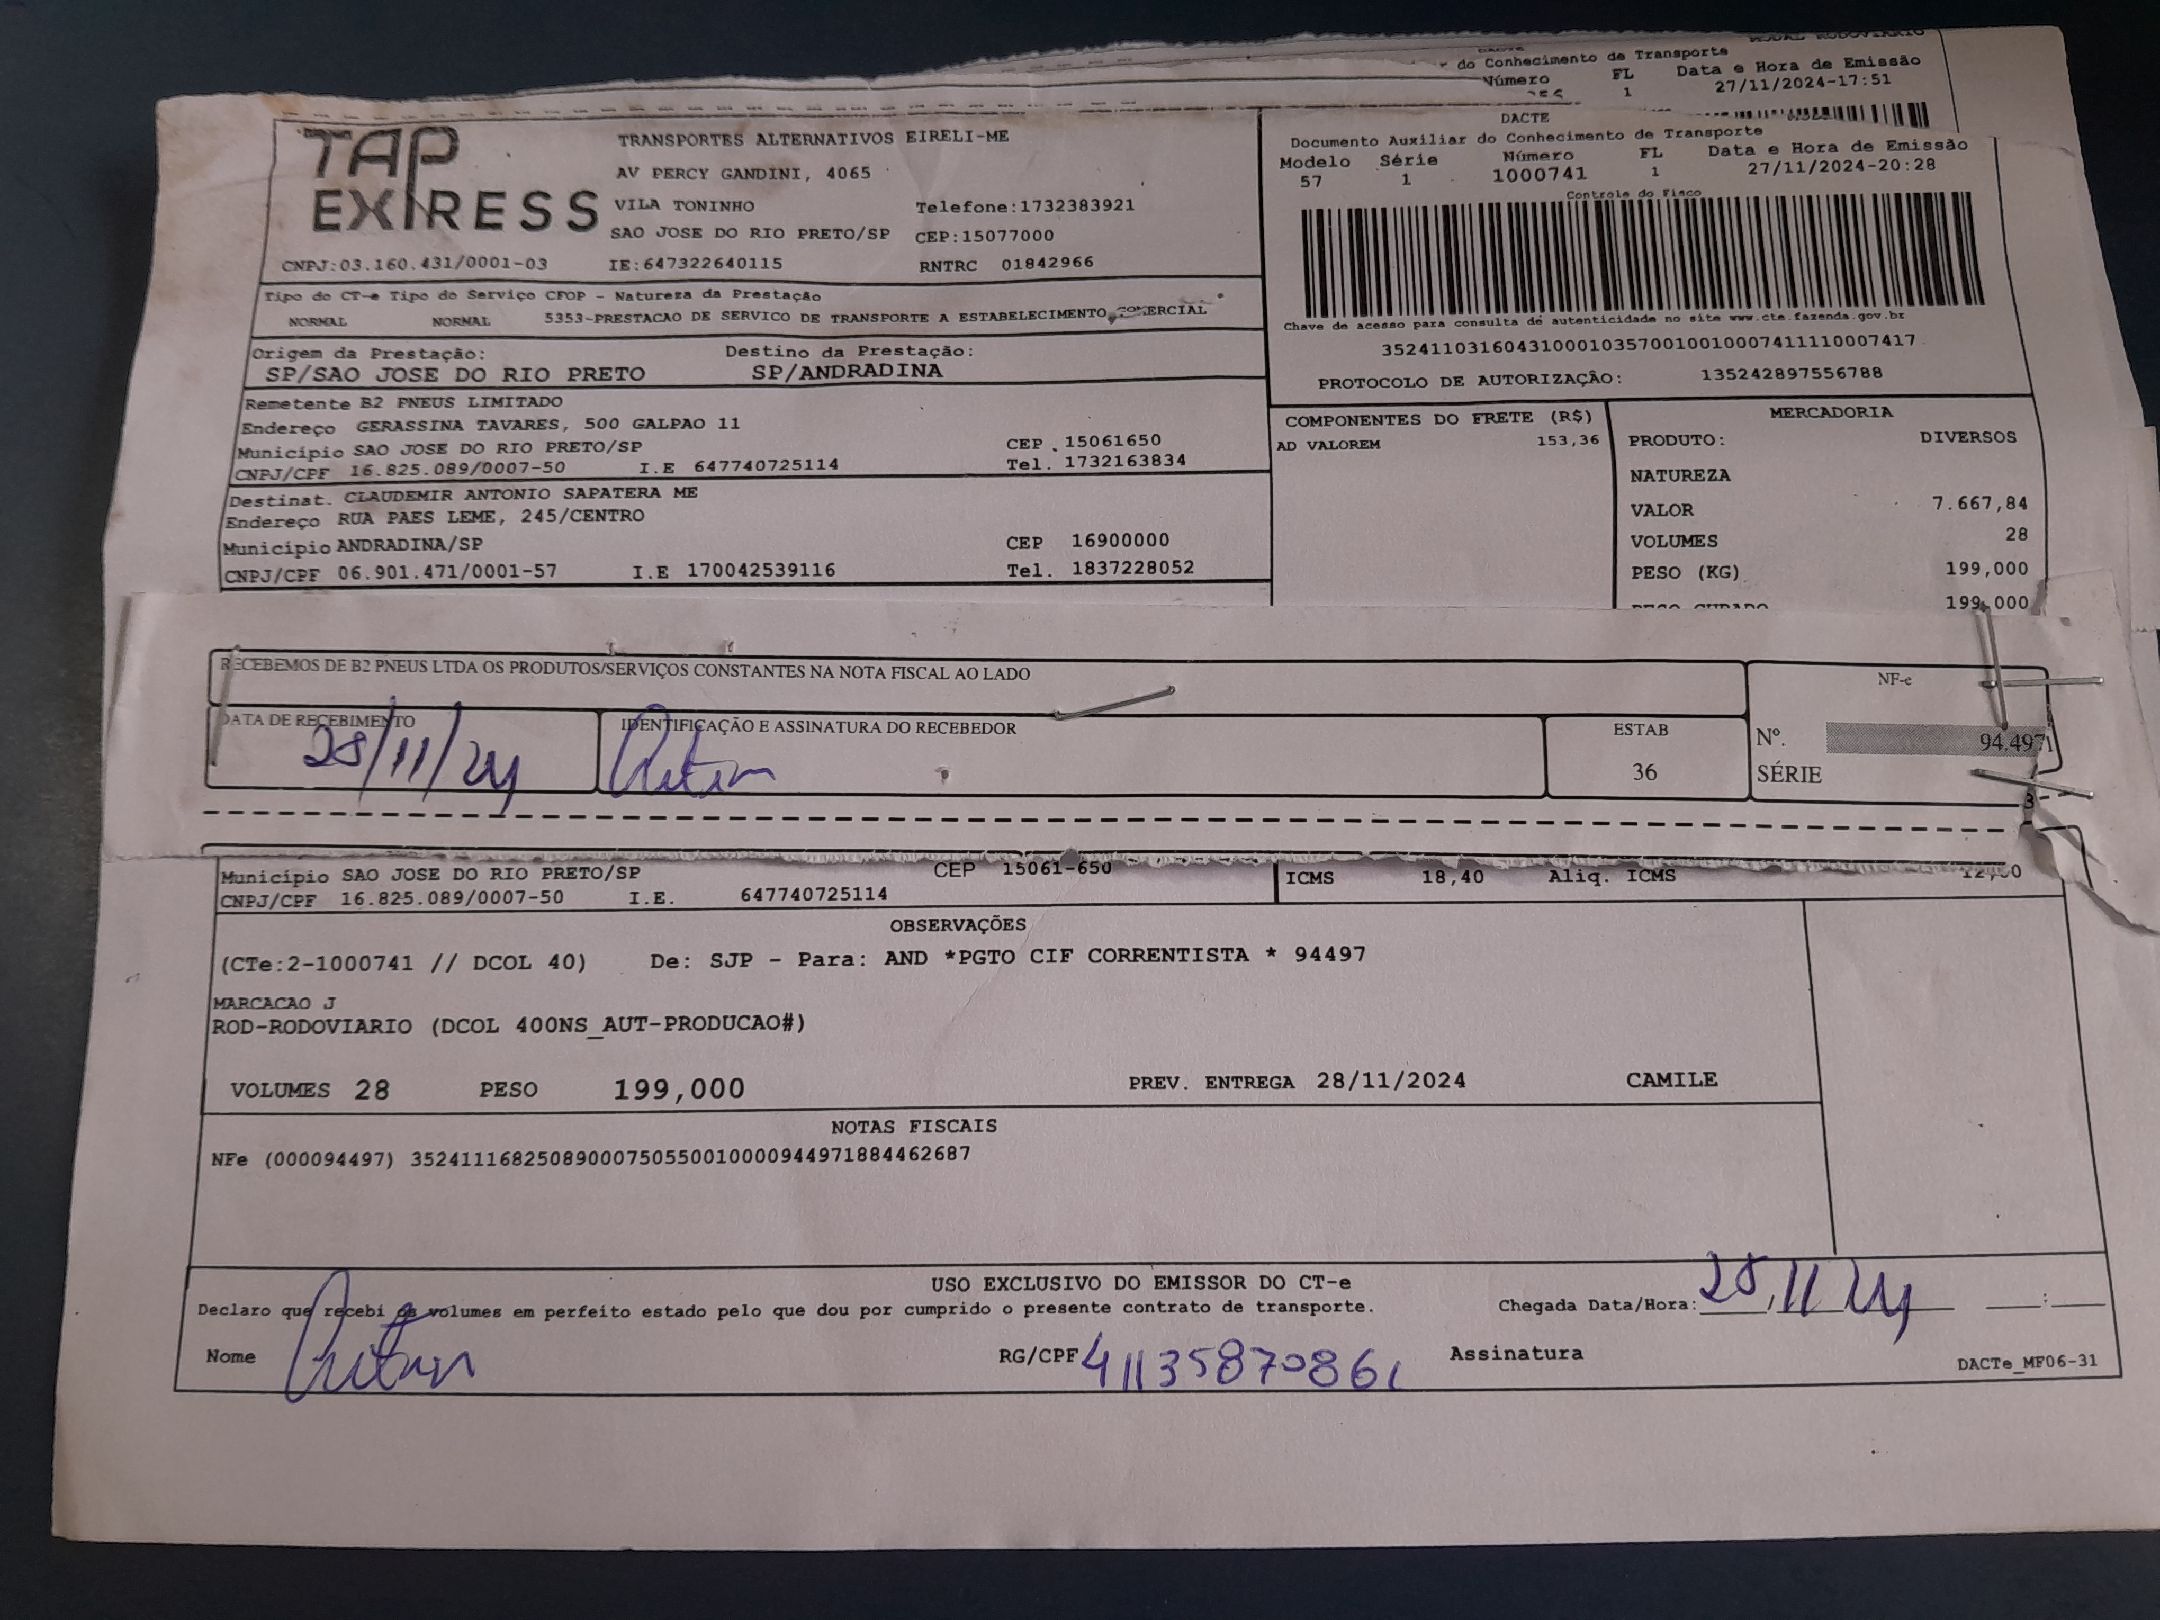 do Conhecimento de Transporte
Número FL Data e Hora de Emissão
1 27/11/2024-17:51
TAP EXPRESS
TRANSPORTES ALTERNATIVOS EIRELI-ME
AV PERCY GANDINI, 4065
VILA TONINHO Telefone:1732383921
SAO JOSE DO RIO PRETO/SP CEP:15077000
CNPJ:03.160.431/0001-03 IE:647322640115 RNTRC 01842966
DACTE
Documento Auxiliar do Conhecimento de Transporte
Modelo Série Número FL Data e Hora de Emissão
57 1 1000741 1 27/11/2024-20:28
Controle do Fisco
Chave de acesso para consulta de autenticidade no site www.cte.fazenda.gov.br
35241103160431000103570010010007411110007417
PROTOCOLO DE AUTORIZAÇÃO: 135242897556788
Tipo do CT-e Tipo do Serviço CFOP - Natureza da Prestação
NORMAL NORMAL 5353-PRESTACAO DE SERVICO DE TRANSPORTE A ESTABELECIMENTO COMERCIAL
Origem da Prestação: Destino da Prestação:
SP/SAO JOSE DO RIO PRETO SP/ANDRADINA
Remetente B2 PNEUS LIMITADO
Endereço GERASSINA TAVARES, 500 GALPAO 11
Município SAO JOSE DO RIO PRETO/SP CEP 15061650
CNPJ/CPF 16.825.089/0007-50 I.E 647740725114 Tel. 1732163834
Destinat. CLAUDEMIR ANTONIO SAPATERA ME
Endereço RUA PAES LEME, 245/CENTRO
Município ANDRADINA/SP CEP 16900000
CNPJ/CPF 06.901.471/0001-57 I.E 170042539116 Tel. 1837228052
COMPONENTES DO FRETE (R$)
AD VALOREM 153,36
MERCADORIA
PRODUTO: DIVERSOS
NATUREZA
VALOR 7.667,84
VOLUMES 28
PESO (KG) 199,000
PESO CUBADO 199,000
RECEBEMOS DE B2 PNEUS LTDA OS PRODUTOS/SERVIÇOS CONSTANTES NA NOTA FISCAL AO LADO
DATA DE RECEBIMENTO IDENTIFICAÇÃO E ASSINATURA DO RECEBEDOR
28/11/24
ESTAB
36
NF-e
Nº. 94.497
SÉRIE 3
Município SAO JOSE DO RIO PRETO/SP CEP 15061-650
CNPJ/CPF 16.825.089/0007-50 I.E. 647740725114
ICMS 18,40 Aliq. ICMS 12,00
OBSERVAÇÕES
(CTe:2-1000741 // DCOL 40) De: SJP - Para: AND *PGTO CIF CORRENTISTA * 94497
MARCACAO J
ROD-RODOVIARIO (DCOL 400NS_AUT-PRODUCAO#)
VOLUMES 28 PESO 199,000 PREV. ENTREGA 28/11/2024 CAMILE
NOTAS FISCAIS
NFe (000094497) 35241116825089000750550010000944971884462687
USO EXCLUSIVO DO EMISSOR DO CT-e
Declaro que recebi os volumes em perfeito estado pelo que dou por cumprido o presente contrato de transporte.
Chegada Data/Hora: 28/11 24 :
Nome RG/CPF 41135870861 Assinatura
DACTe_MF06-31